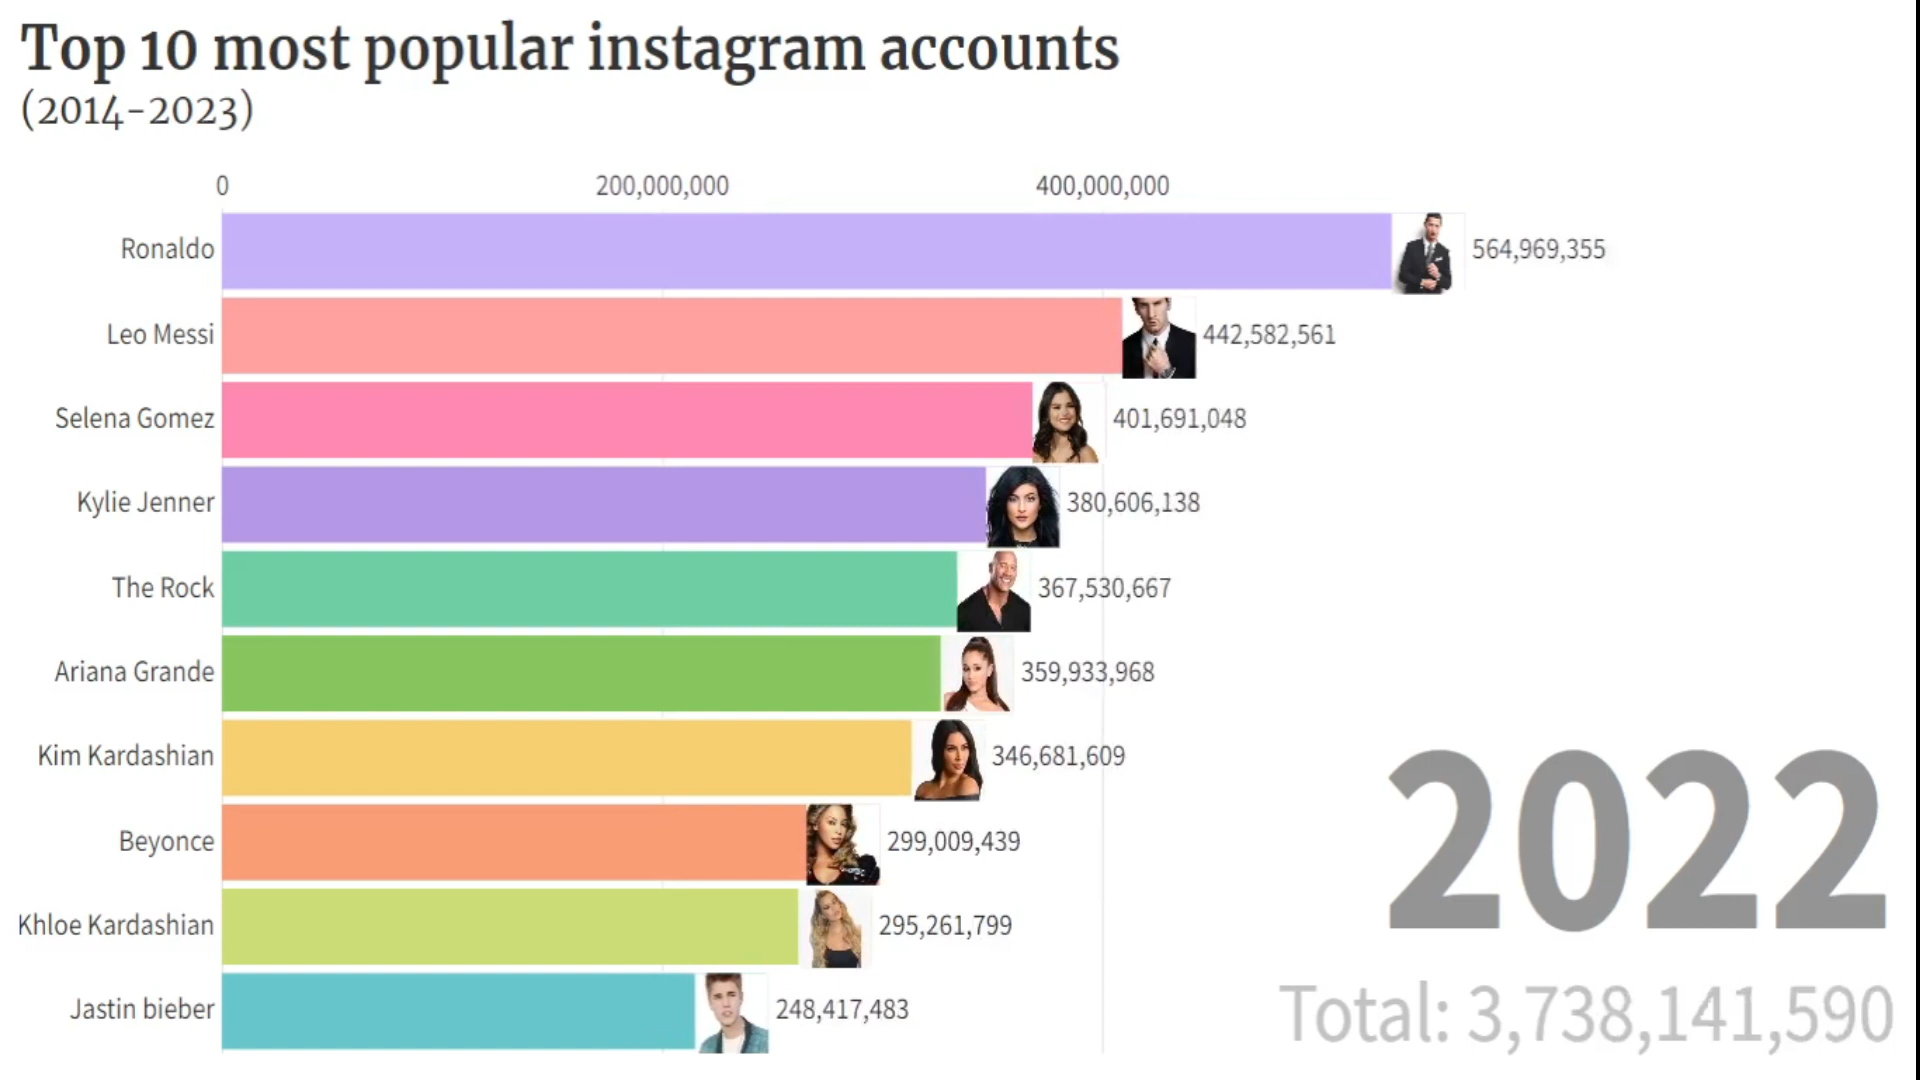 Top 10 most popular instagram accounts
(2014-2023)
0 200,000,000 400,000,000
Ronaldo 564,969,355
Leo Messi 442,582,561
Selena Gomez 401,691,048
Kylie Jenner 380,606,138
The Rock 367,530,667
Ariana Grande 359,933,968
Kim Kardashian 346,681,609
Beyonce 299,009,439
Khloe Kardashian 295,261,799
Jastin bieber 248,417,483
2022
Total: 3,738,141,590